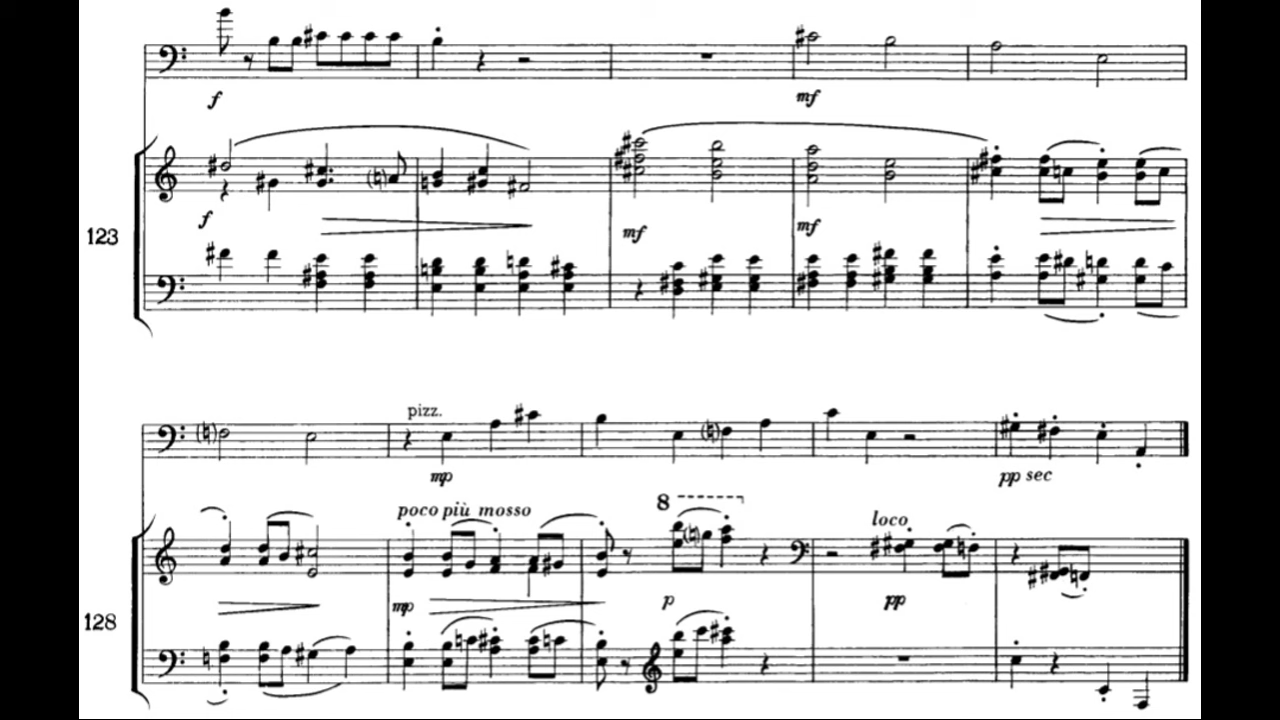 f
f
mf
mf
mf
123
pizz.
mp
poco più mosso
8
loco
pp sec
mp
p
pp
128